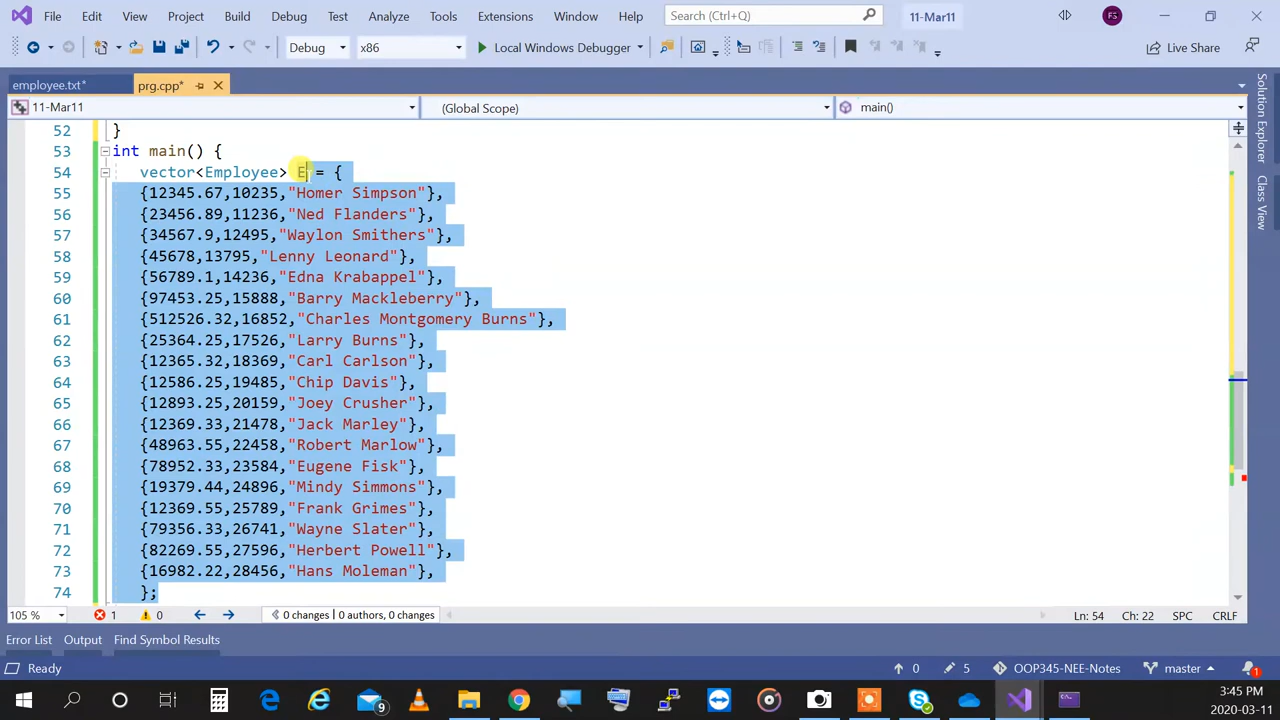 File Edit View Project Build Debug Test Analyze Tools Extensions Window Help Search (Ctrl+Q) 11-Mar11 FS
Debug x86 Local Windows Debugger Live Share
employee.txt* prg.cpp*
11-Mar11 (Global Scope) main()
52 }
53 int main() {
54 vector<Employee> E = {
55 {12345.67,10235,"Homer Simpson"},
56 {23456.89,11236,"Ned Flanders"},
57 {34567.9,12495,"Waylon Smithers"},
58 {45678,13795,"Lenny Leonard"},
59 {56789.1,14236,"Edna Krabappel"},
60 {97453.25,15888,"Barry Mackleberry"},
61 {512526.32,16852,"Charles Montgomery Burns"},
62 {25364.25,17526,"Larry Burns"},
63 {12365.32,18369,"Carl Carlson"},
64 {12586.25,19485,"Chip Davis"},
65 {12893.25,20159,"Joey Crusher"},
66 {12369.33,21478,"Jack Marley"},
67 {48963.55,22458,"Robert Marlow"},
68 {78952.33,23584,"Eugene Fisk"},
69 {19379.44,24896,"Mindy Simmons"},
70 {12369.55,25789,"Frank Grimes"},
71 {79356.33,26741,"Wayne Slater"},
72 {82269.55,27596,"Herbert Powell"},
73 {16982.22,28456,"Hans Moleman"},
74 };
Solution Explorer
Class View
105 % 1 0 0 changes | 0 authors, 0 changes Ln: 54 Ch: 22 SPC CRLF
Error List Output Find Symbol Results
Ready 0 5 OOP345-NEE-Notes master 1
9 3:45 PM
2020-03-11